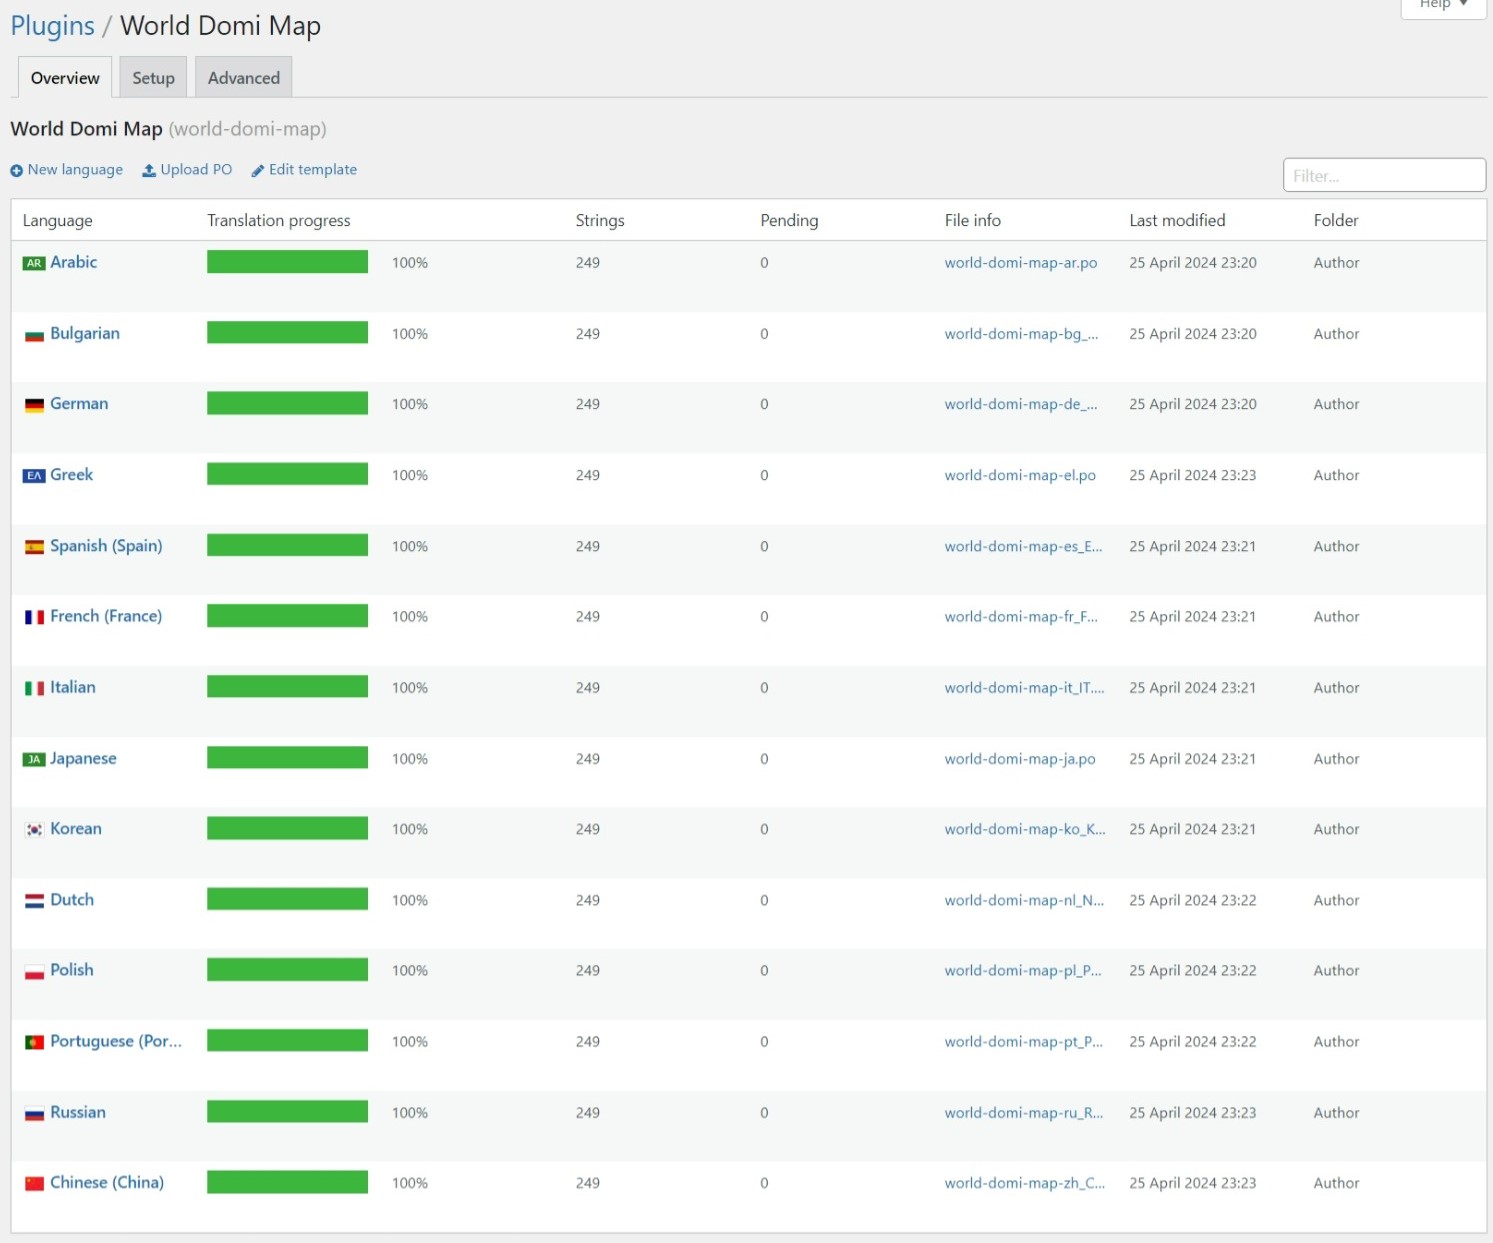 Help ▼
Plugins / World Domi Map
Overview Setup Advanced
World Domi Map (world-domi-map)
New language Upload PO Edit template
Filter...
Language Translation progress Strings Pending File info Last modified Folder
AR Arabic 100% 249 0 world-domi-map-ar.po 25 April 2024 23:20 Author
Bulgarian 100% 249 0 world-domi-map-bg_... 25 April 2024 23:20 Author
German 100% 249 0 world-domi-map-de_... 25 April 2024 23:20 Author
ΕΛ Greek 100% 249 0 world-domi-map-el.po 25 April 2024 23:23 Author
Spanish (Spain) 100% 249 0 world-domi-map-es_E... 25 April 2024 23:21 Author
French (France) 100% 249 0 world-domi-map-fr_F... 25 April 2024 23:21 Author
Italian 100% 249 0 world-domi-map-it_IT.... 25 April 2024 23:21 Author
JA Japanese 100% 249 0 world-domi-map-ja.po 25 April 2024 23:21 Author
Korean 100% 249 0 world-domi-map-ko_K... 25 April 2024 23:21 Author
Dutch 100% 249 0 world-domi-map-nl_N... 25 April 2024 23:22 Author
Polish 100% 249 0 world-domi-map-pl_P... 25 April 2024 23:22 Author
Portuguese (Por... 100% 249 0 world-domi-map-pt_P... 25 April 2024 23:22 Author
Russian 100% 249 0 world-domi-map-ru_R... 25 April 2024 23:23 Author
Chinese (China) 100% 249 0 world-domi-map-zh_C... 25 April 2024 23:23 Author